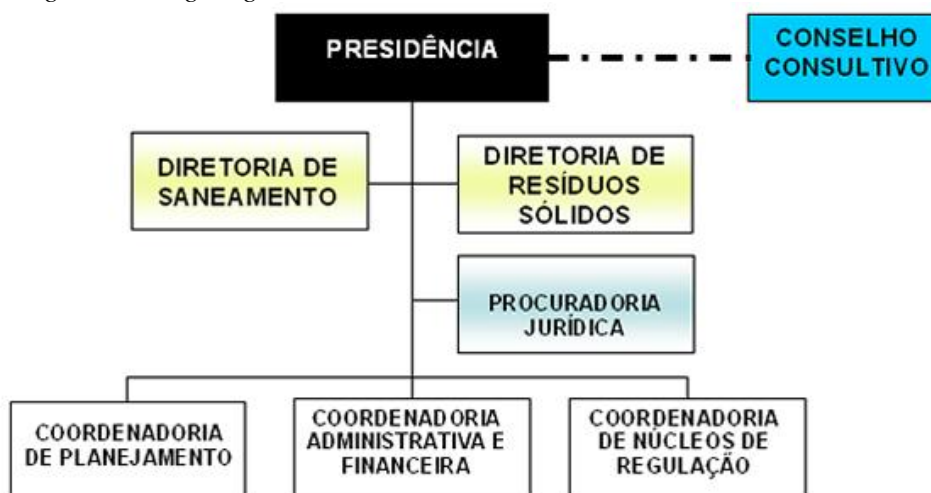 PRESIDÊNCIA
CONSELHO
CONSULTIVO
DIRETORIA DE
SANEAMENTO
DIRETORIA DE
RESÍDUOS
SÓLIDOS
PROCURADORIA
JURÍDICA
COORDENADORIA
DE PLANEJAMENTO
COORDENADORIA
ADMINISTRATIVA E
FINANCEIRA
COORDENADORIA
DE NÚCLEOS DE
REGULAÇÃO